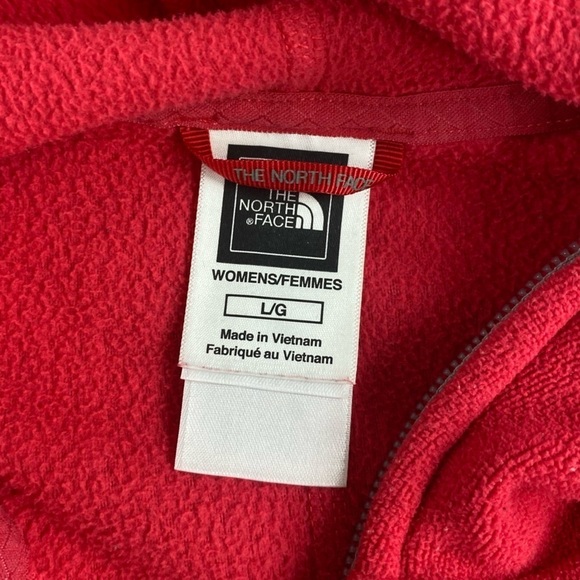 THE NORTH FACE
THE
NORTH
®FACE
WOMENS/FEMMES
L/G
Made in Vietnam
Fabriqué au Vietnam